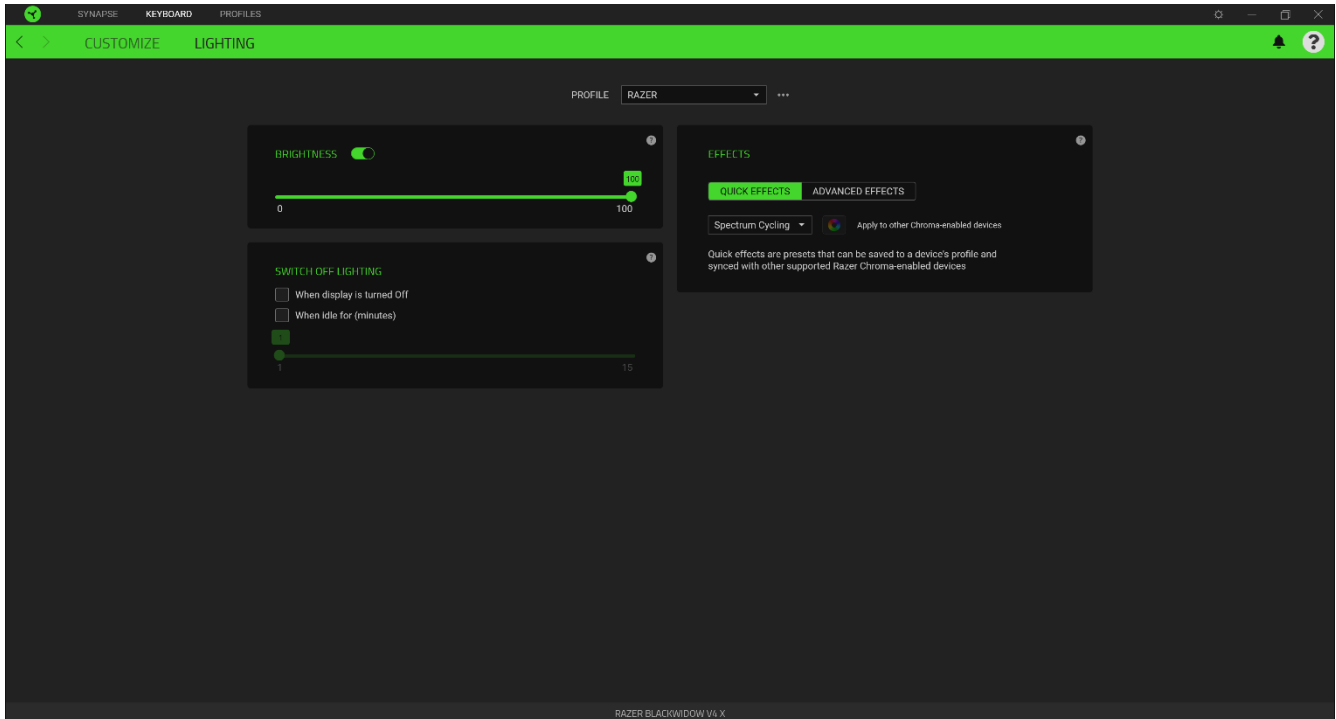 SYNAPSE KEYBOARD PROFILES
CUSTOMIZE LIGHTING
?
PROFILE RAZER
BRIGHTNESS
?
100
0 100
SWITCH OFF LIGHTING
?
When display is turned Off
When idle for (minutes)
1
1 15
EFFECTS
?
QUICK EFFECTS ADVANCED EFFECTS
Spectrum Cycling Apply to other Chroma-enabled devices
Quick effects are presets that can be saved to a device's profile and
synced with other supported Razer Chroma-enabled devices
RAZER BLACKWIDOW V4 X